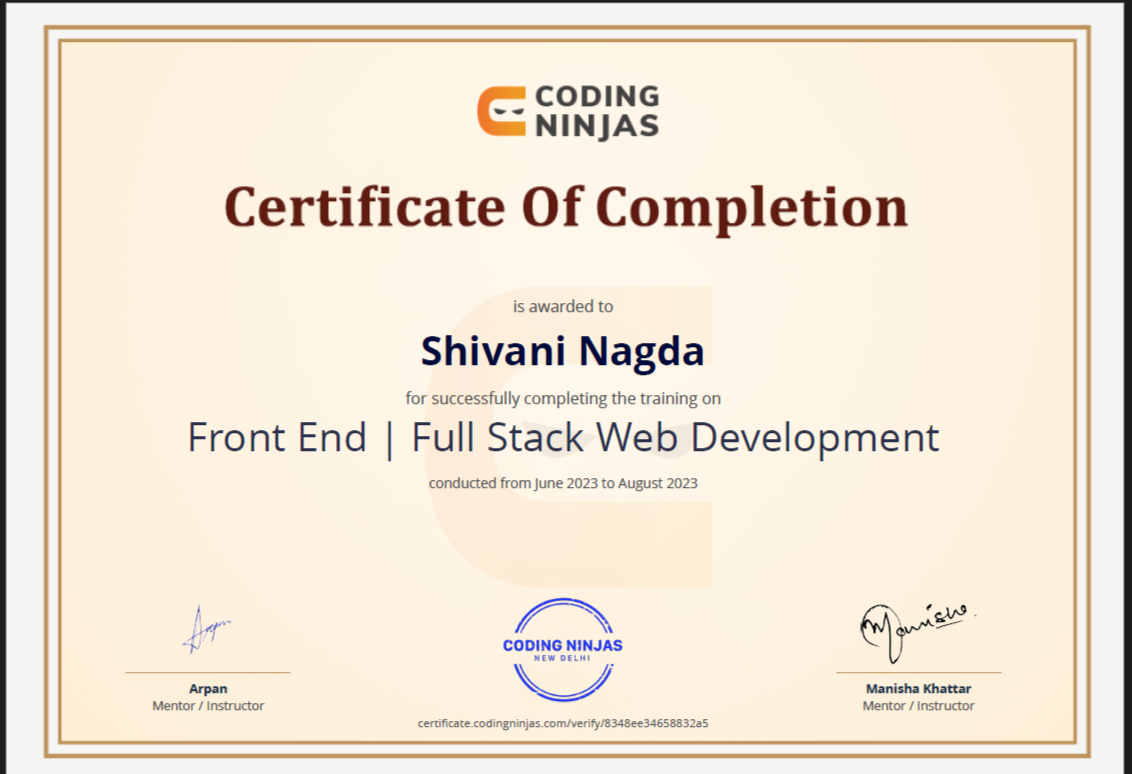 CODING
NINJAS
Certificate Of Completion
is awarded to
Shivani Nagda
for successfully completing the training on
Front End | Full Stack Web Development
conducted from June 2023 to August 2023
Arpan
Manisha
CODING NINJAS
NEW DELHI
Arpan
Mentor / Instructor
Manisha Khattar
Mentor / Instructor
certificate.codingninjas.com/verify/8348ee34658832a5